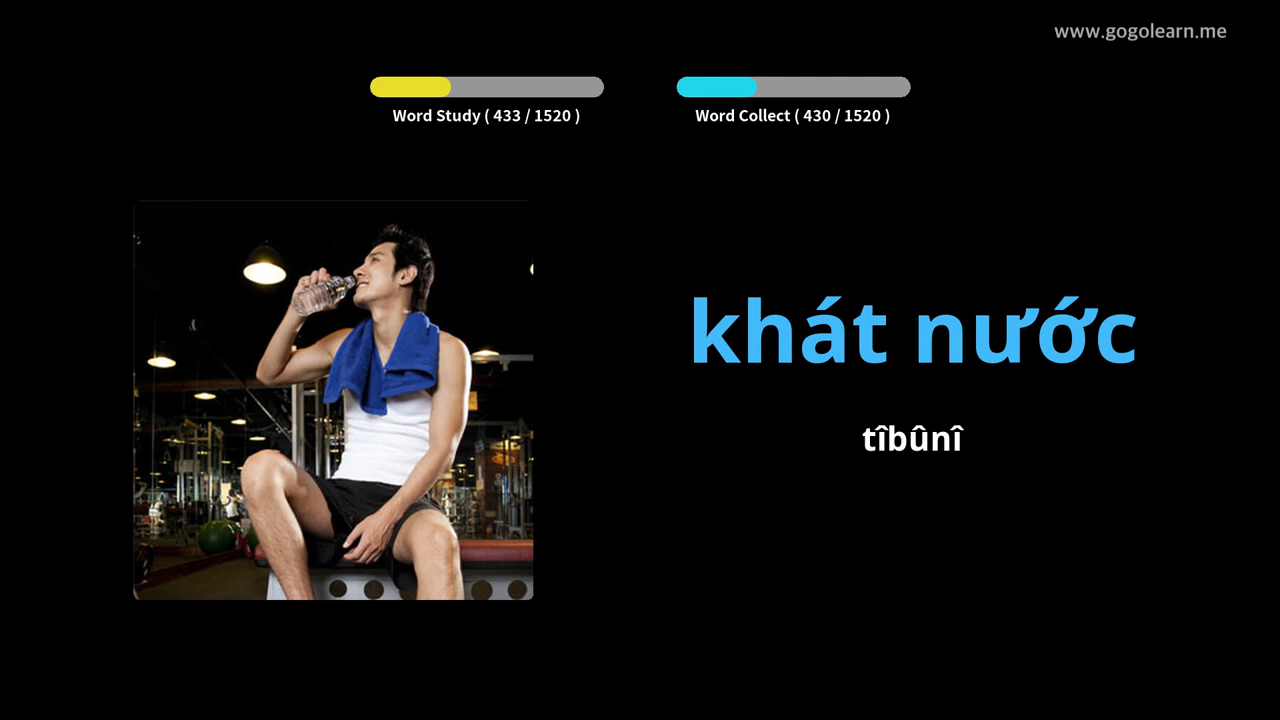 www.gogolearn.me
Word Study ( 433 / 1520 )
Word Collect ( 430 / 1520 )
khát nước
tîbûnî